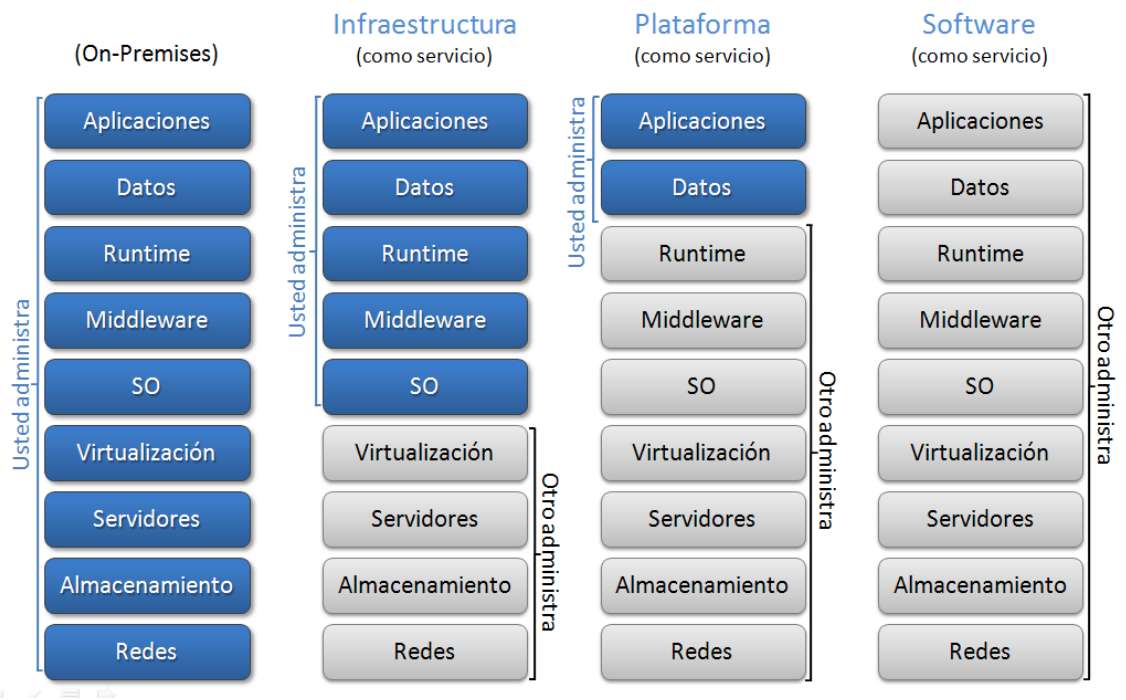 (On-Premises)
Usted administra
Aplicaciones
Datos
Runtime
Middleware
SO
Virtualización
Servidores
Almacenamiento
Redes
Infraestructura
(como servicio)
Usted administra
Aplicaciones
Datos
Runtime
Middleware
SO
Virtualización
Servidores
Almacenamiento
Redes
Otro administra
Plataforma
(como servicio)
Usted administra
Aplicaciones
Datos
Runtime
Middleware
SO
Virtualización
Servidores
Almacenamiento
Redes
Otro administra
Software
(como servicio)
Aplicaciones
Datos
Runtime
Middleware
SO
Virtualización
Servidores
Almacenamiento
Redes
Otro administra